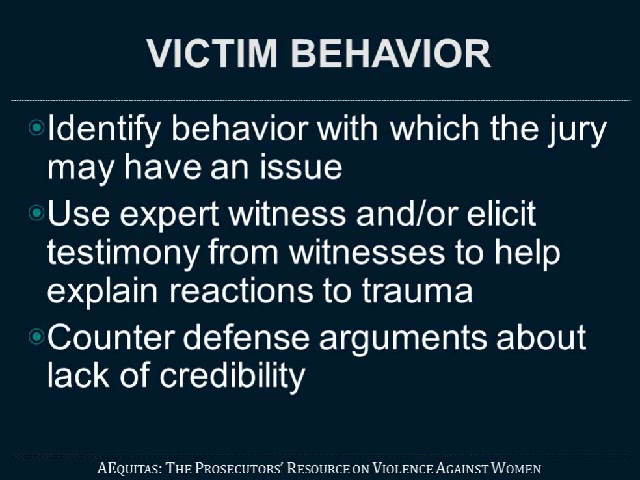 VICTIM BEHAVIOR
Identify behavior with which the jury
may have an issue
Use expert witness and/or elicit
testimony from witnesses to help
explain reactions to trauma
Counter defense arguments about
lack of credibility
AEQUITAS: THE PROSECUTORS' RESOURCE ON VIOLENCE AGAINST WOMEN